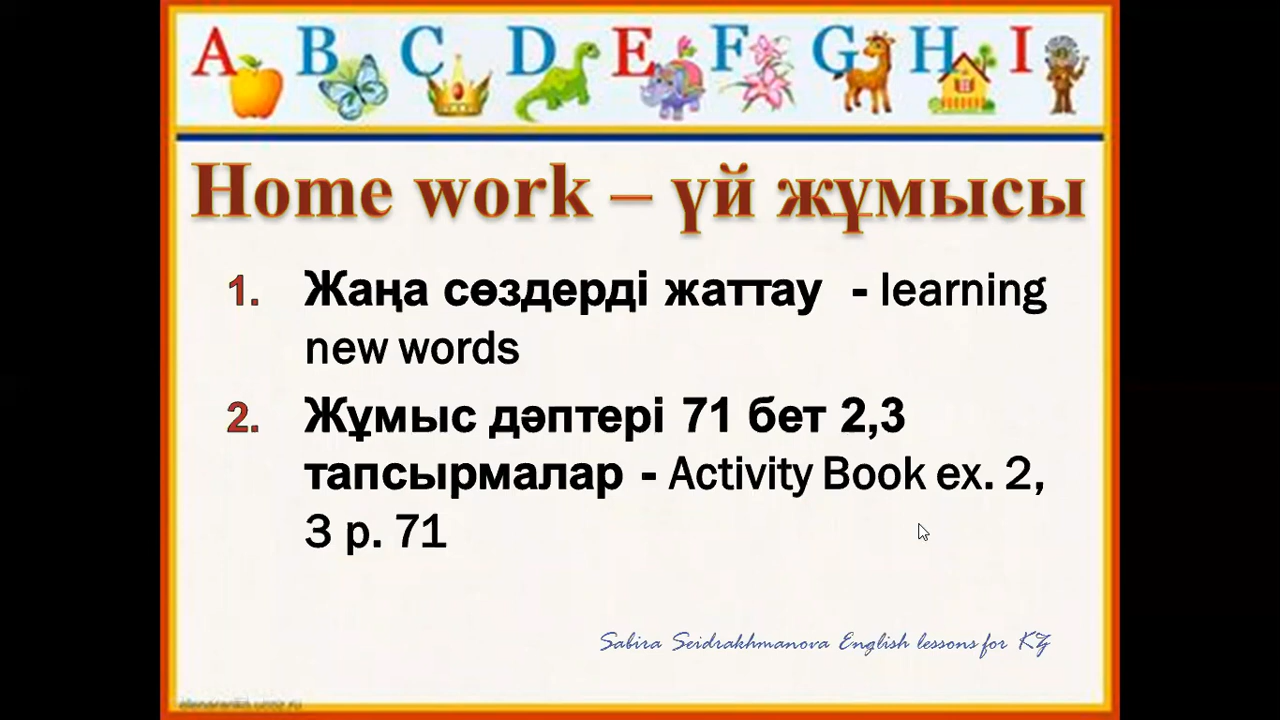 A B C D E F G H I
Home work – үй жұмысы
1. Жаңа сөздерді жаттау - learning
new words
2. Жұмыс дәптері 71 бет 2,3
тапсырмалар - Activity Book ex. 2,
3 p. 71
Sabira Seidrakhmanova English lessons for KZ